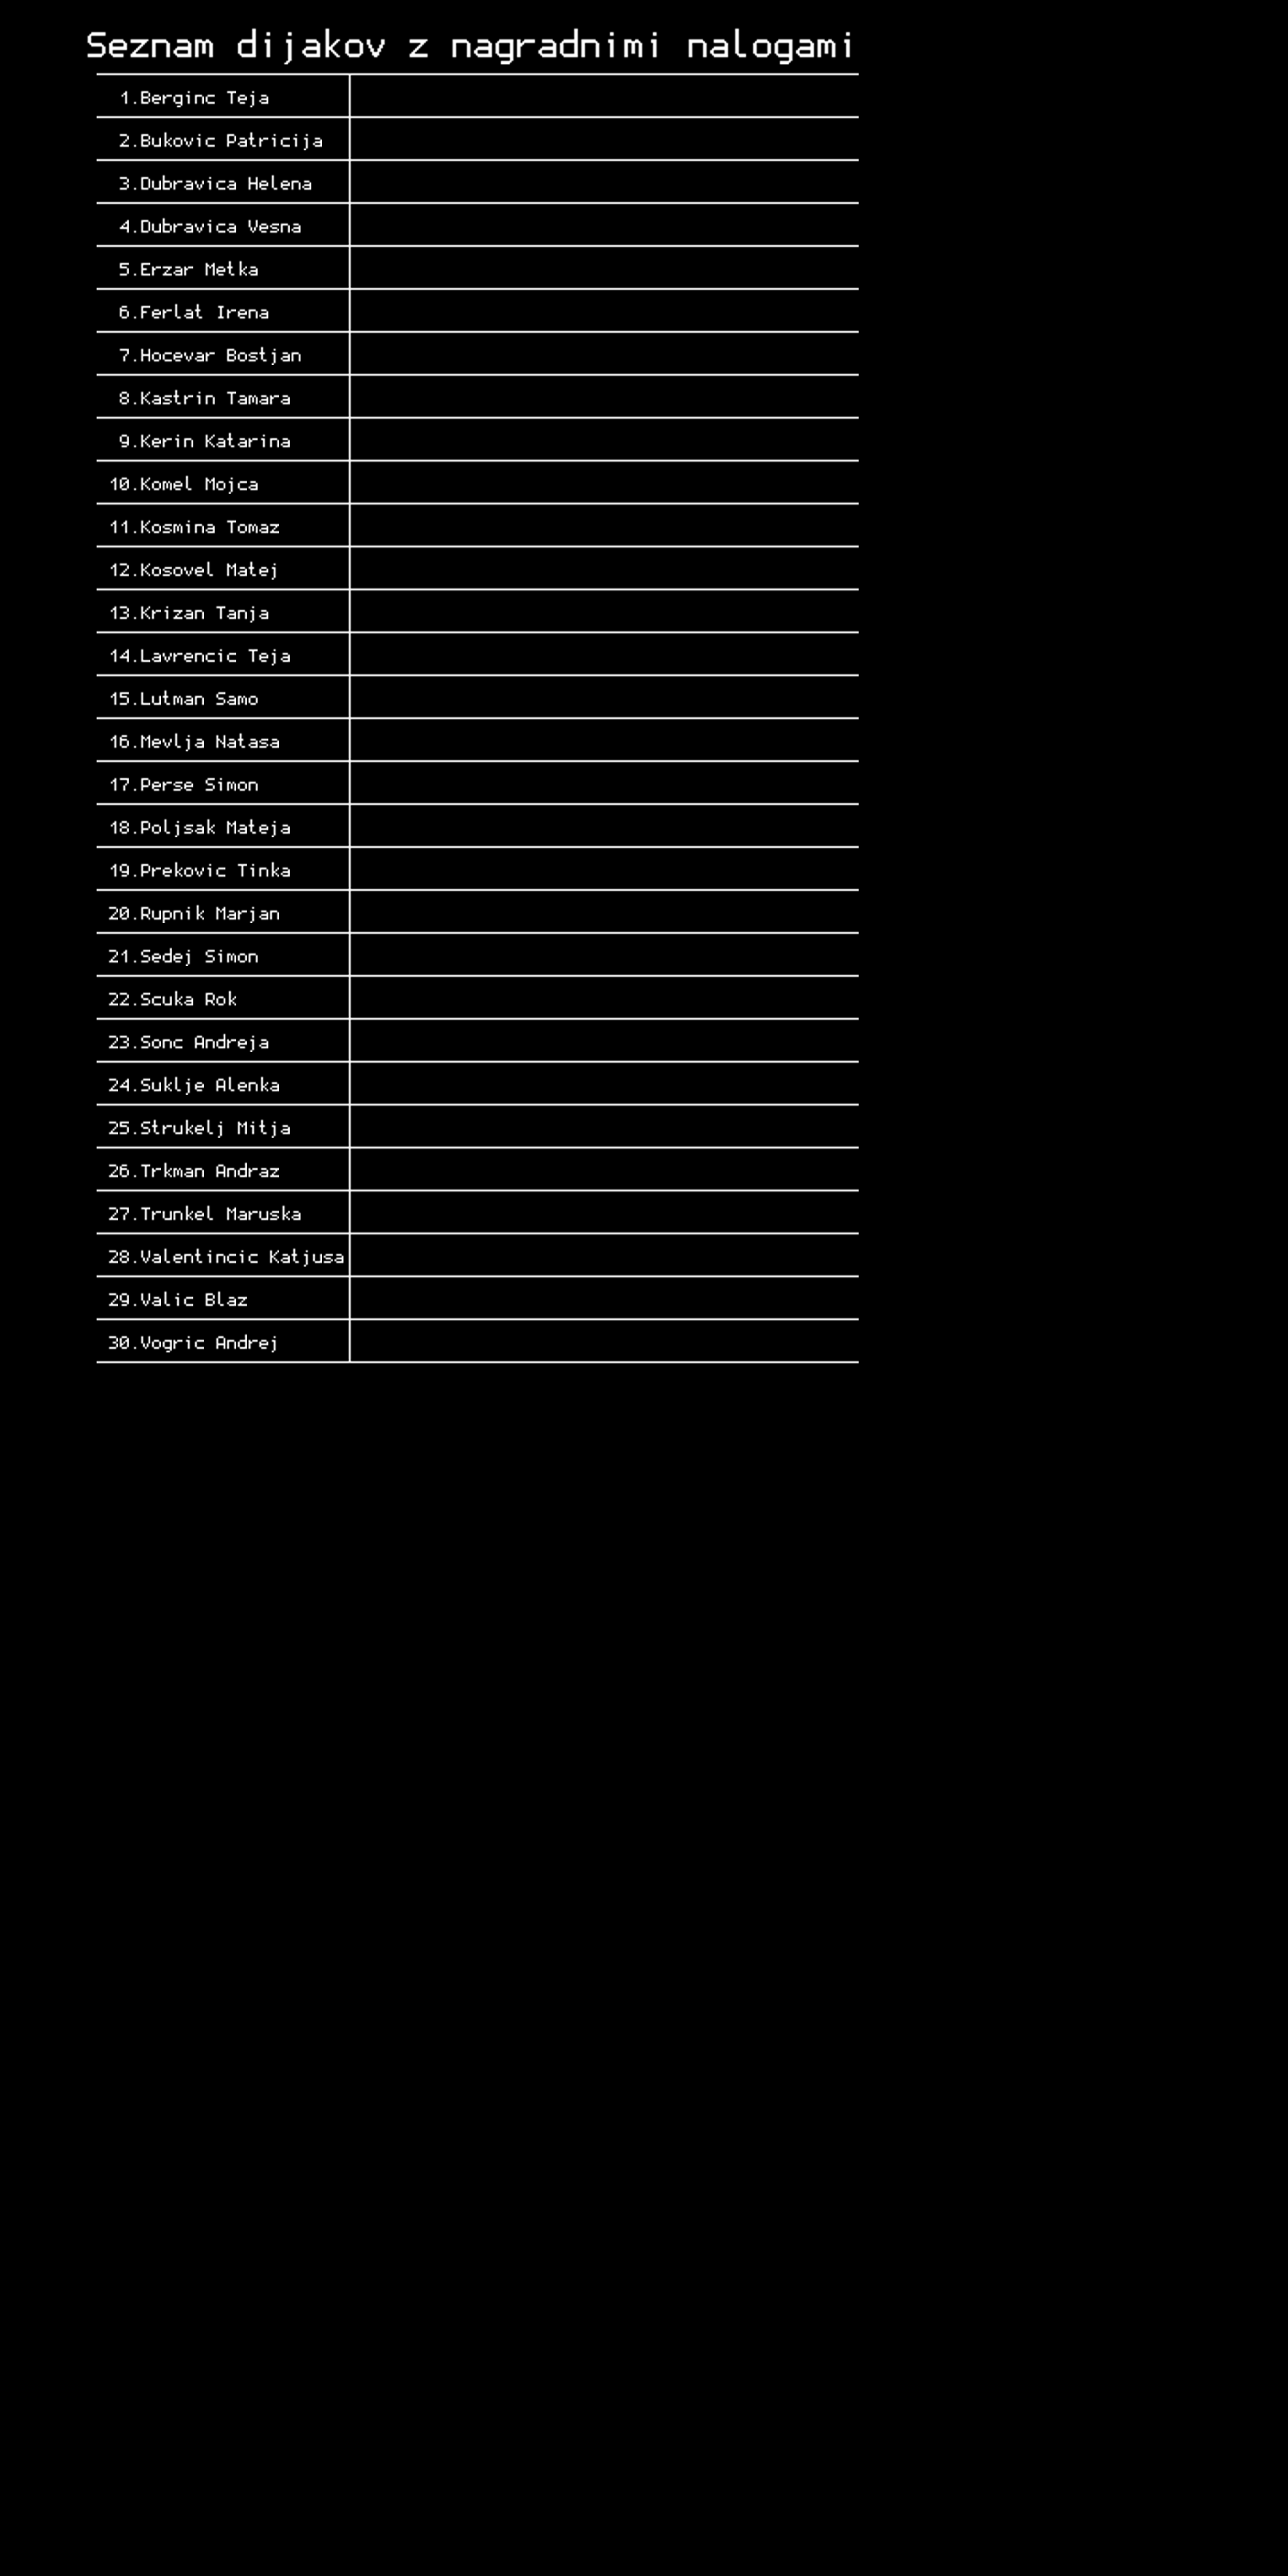 Seznam dijakov z nagradnimi nalogami
1.Berginc Teja
2.Bukovic Patricija
3.Dubravica Helena
4.Dubravica Vesna
5.Erzar Metka
6.Ferlat Irena
7.Hocevar Bostjan
8.Kastrin Tamara
9.Kerin Katarina
10.Komel Mojca
11.Kosmina Tomaz
12.Kosovel Matej
13.Krizan Tanja
14.Lavrencic Teja
15.Lutman Samo
16.Mevlja Natasa
17.Perse Simon
18.Poljsak Mateja
19.Prekovic Tinka
20.Rupnik Marjan
21.Sedej Simon
22.Scuka Rok
23.Sonc Andreja
24.Suklje Alenka
25.Strukelj Mitja
26.Trkman Andraz
27.Trunkel Maruska
28.Valentincic Katjusa
29.Valic Blaz
30.Vogric Andrej